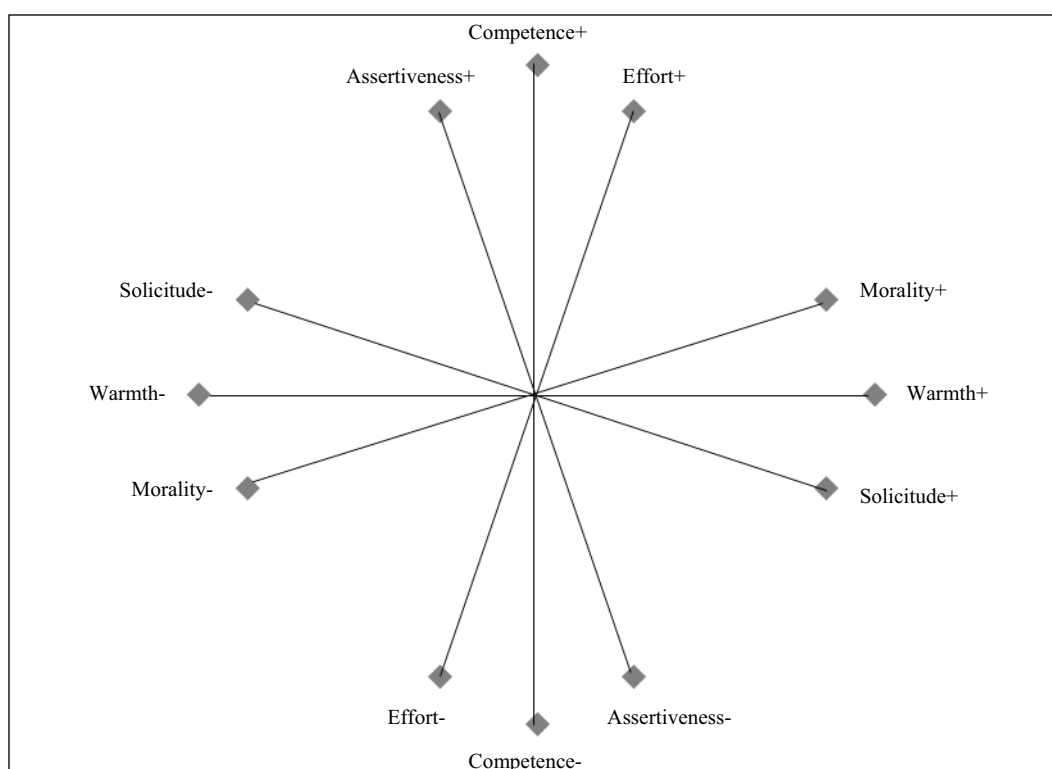 Competence+
Assertiveness+
Effort+
Solicitude-
Morality+
Warmth-
Warmth+
Morality-
Solicitude+
Effort-
Assertiveness-
Competence-